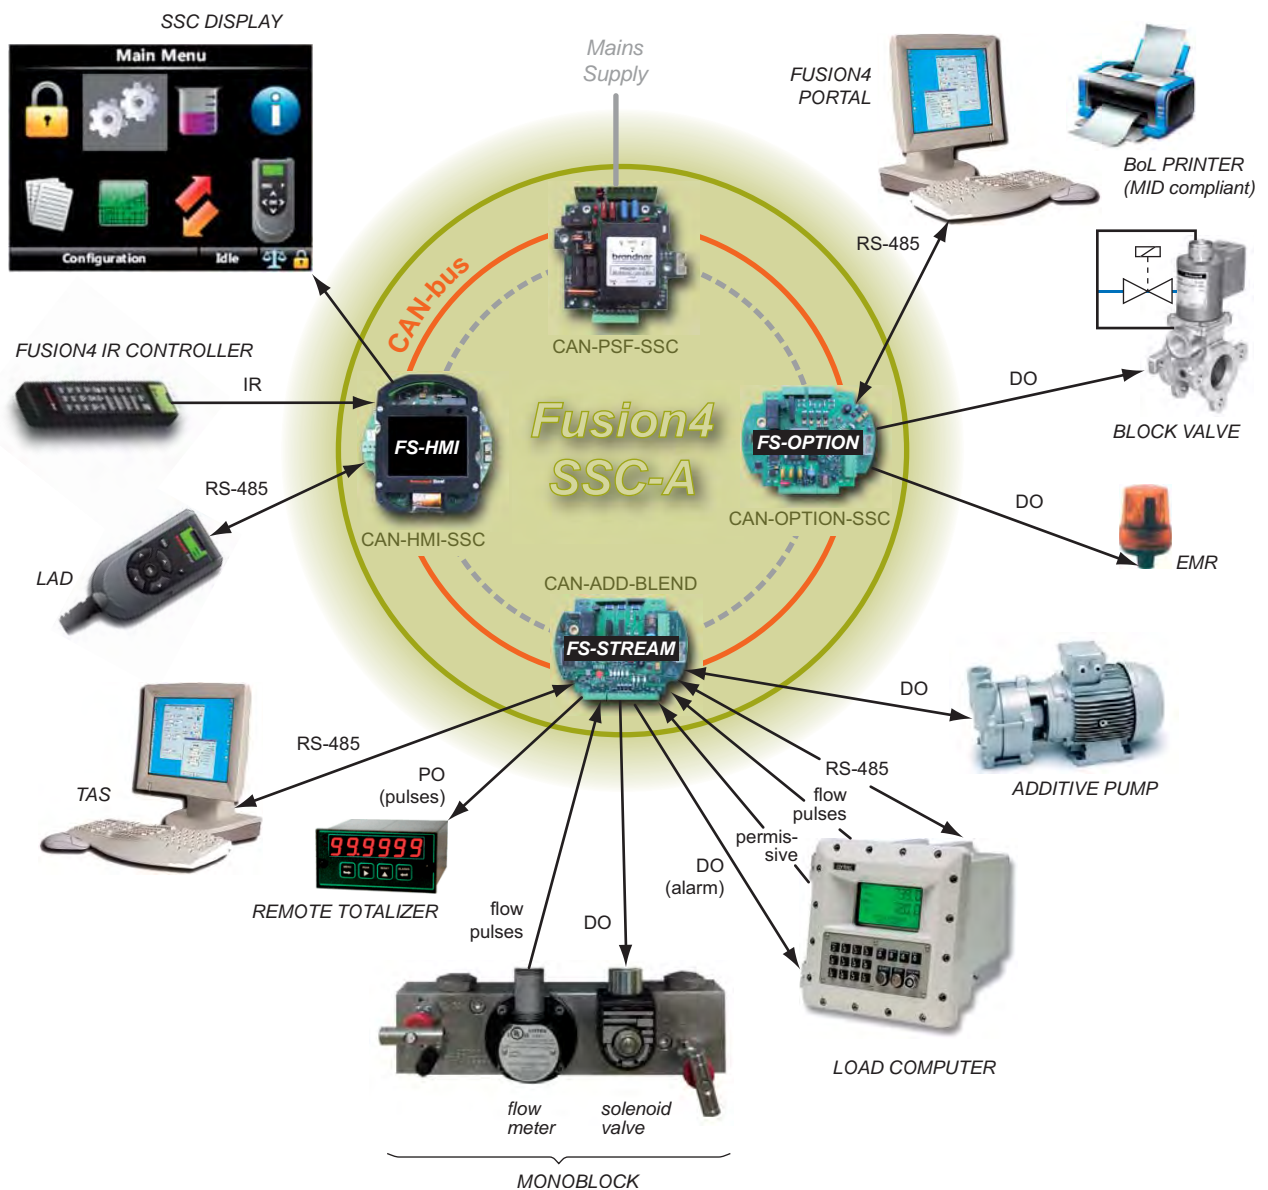 SSC DISPLAY
Main Menu
Configuration
Idle
Mains
Supply
FUSION4
PORTAL
BoL PRINTER
(MID compliant)
RS-485
CAN-bus
brandner
CAN-PSF-SSC
FUSION4 IR CONTROLLER
IR
DO
BLOCK VALVE
FS-HMI
Fusion4
SSC-A
FS-OPTION
RS-485
CAN-HMI-SSC
CAN-OPTION-SSC
DO
EMR
LAD
CAN-ADD-BLEND
FS-STREAM
DO
ADDITIVE PUMP
RS-485
TAS
PO
(pulses)
RS-485
flow
pulses
permis-
sive
DO
(alarm)
99.9999
REMOTE TOTALIZER
flow
pulses
DO
LOAD COMPUTER
flow
meter
solenoid
valve
MONOBLOCK